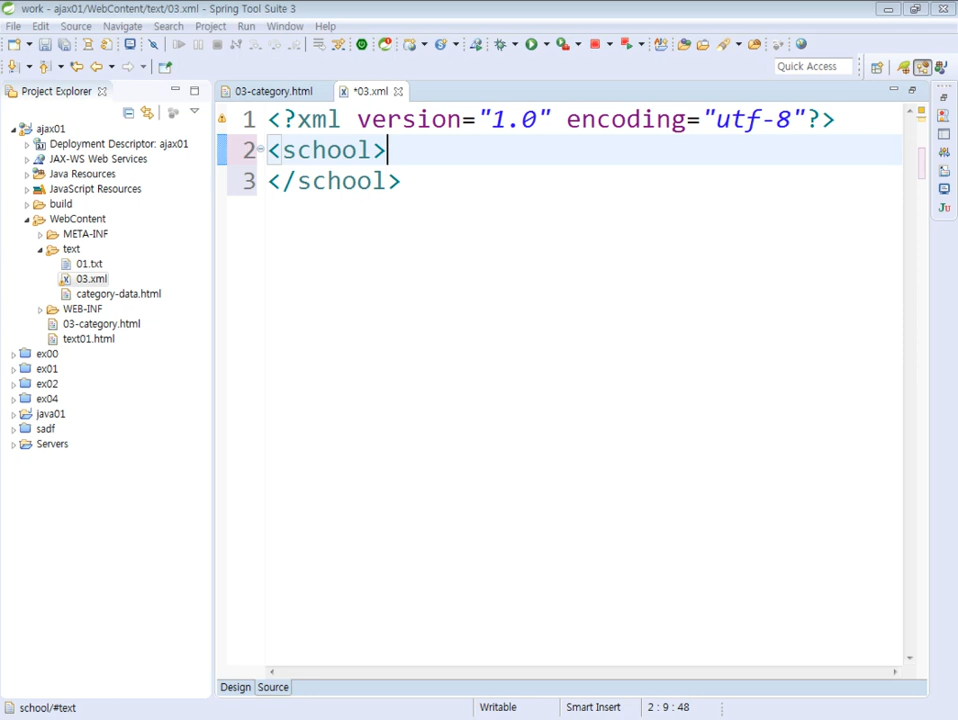 work - ajax01/WebContent/text/03.xml - Spring Tool Suite 3
File Edit Source Navigate Search Project Run Window Help
Quick Access
Project Explorer
03-category.html
*03.xml
ajax01
Deployment Descriptor: ajax01
JAX-WS Web Services
Java Resources
JavaScript Resources
build
WebContent
META-INF
text
01.txt
03.xml
category-data.html
WEB-INF
03-category.html
text01.html
ex00
ex01
ex02
ex04
java01
sadf
Servers
1 <?xml version="1.0" encoding="utf-8"?>
2 <school>
3 </school>
Design Source
school/#text
Writable
Smart Insert
2 : 9 : 48